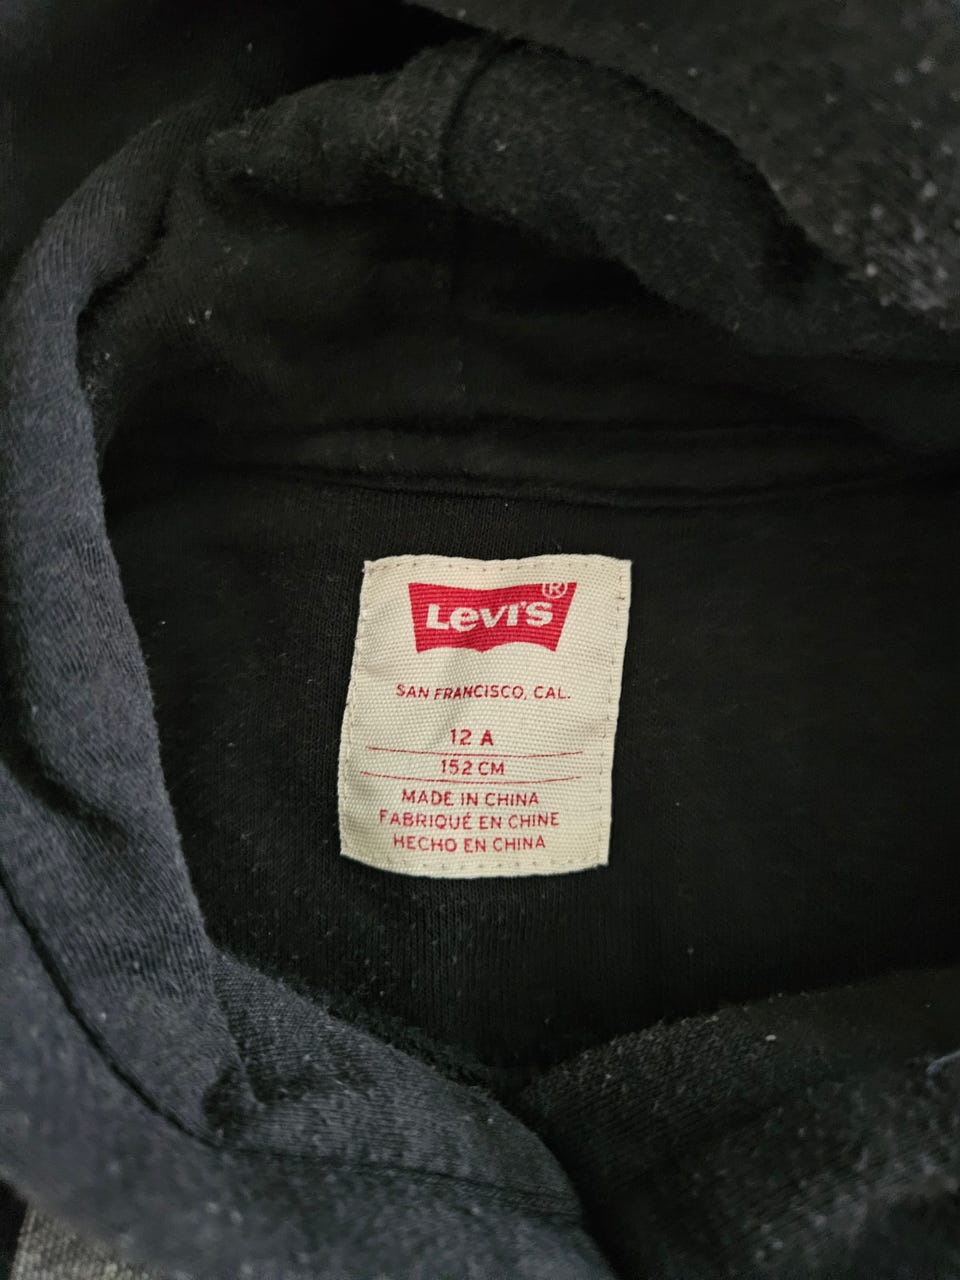 Levi's®
SAN FRANCISCO, CAL.
12 A
152 CM
MADE IN CHINA
FABRIQUÉ EN CHINE
HECHO EN CHINA